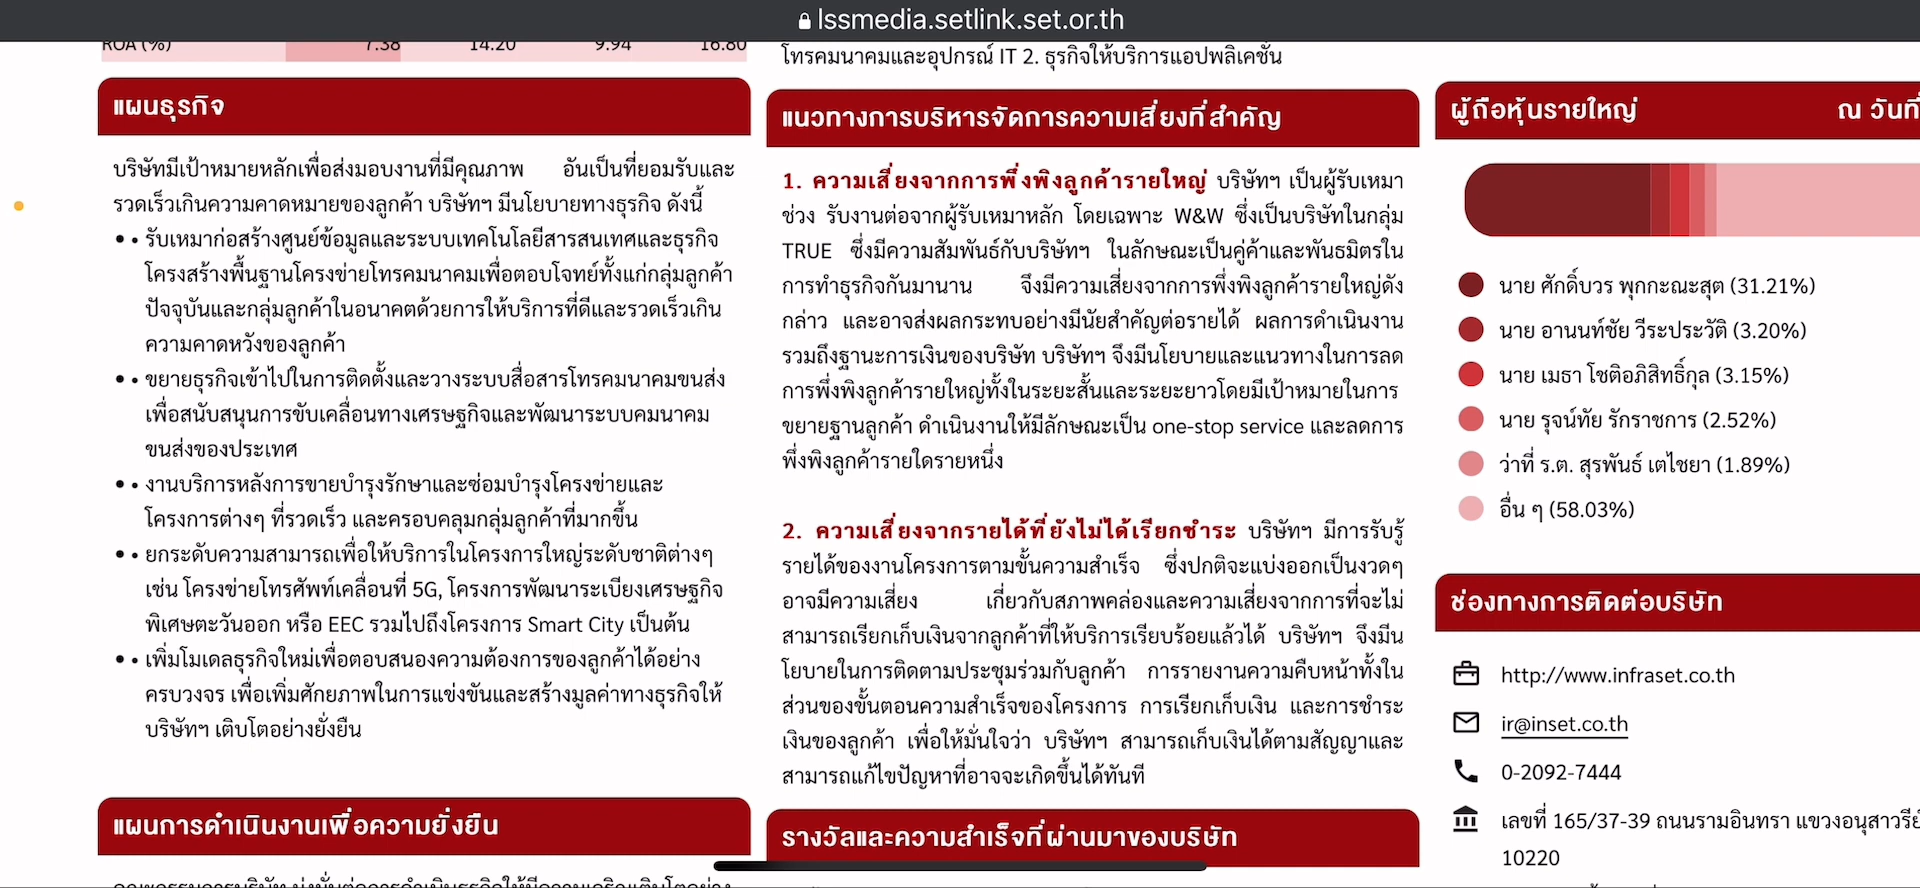 lssmedia.setlink.set.or.th
ROA (%) 7.38 14.20 9.94 16.80
แผนธุรกิจ
บริษัทมีเป้าหมายหลักเพื่อส่งมอบงานที่มีคุณภาพ อันเป็นที่ยอมรับและ
รวดเร็วเกินความคาดหมายของลูกค้า บริษัทฯ มีนโยบายทางธุรกิจ ดังนี้
• • รับเหมาก่อสร้างศูนย์ข้อมูลและระบบเทคโนโลยีสารสนเทศและธุรกิจ
โครงสร้างพื้นฐานโครงข่ายโทรคมนาคมเพื่อตอบโจทย์ทั้งแก่กลุ่มลูกค้า
ปัจจุบันและกลุ่มลูกค้าในอนาคตด้วยการให้บริการที่ดีและรวดเร็วเกิน
ความคาดหวังของลูกค้า
• • ขยายธุรกิจเข้าไปในการติดตั้งและวางระบบสื่อสารโทรคมนาคมขนส่ง
เพื่อสนับสนุนการขับเคลื่อนทางเศรษฐกิจและพัฒนาระบบคมนาคม
ขนส่งของประเทศ
• • งานบริการหลังการขายบำรุงรักษาและซ่อมบำรุงโครงข่ายและ
โครงการต่างๆ ที่รวดเร็ว และครอบคลุมกลุ่มลูกค้าที่มากขึ้น
• • ยกระดับความสามารถเพื่อให้บริการในโครงการใหญ่ระดับชาติต่างๆ
เช่น โครงข่ายโทรศัพท์เคลื่อนที่ 5G, โครงการพัฒนาระเบียงเศรษฐกิจ
พิเศษตะวันออก หรือ EEC รวมไปถึงโครงการ Smart City เป็นต้น
• • เพิ่มโมเดลธุรกิจใหม่เพื่อตอบสนองความต้องการของลูกค้าได้อย่าง
ครบวงจร เพื่อเพิ่มศักยภาพในการแข่งขันและสร้างมูลค่าทางธุรกิจให้
บริษัทฯ เติบโตอย่างยั่งยืน
แผนการดำเนินงานเพื่อความยั่งยืน
โทรคมนาคมและอุปกรณ์ IT 2. ธุรกิจให้บริการแอปพลิเคชั่น
แนวทางการบริหารจัดการความเสี่ยงที่สำคัญ
1. ความเสี่ยงจากการพึ่งพิงลูกค้ารายใหญ่ บริษัทฯ เป็นผู้รับเหมา
ช่วง รับงานต่อจากผู้รับเหมาหลัก โดยเฉพาะ W&W ซึ่งเป็นบริษัทในกลุ่ม
TRUE ซึ่งมีความสัมพันธ์กับบริษัทฯ ในลักษณะเป็นคู่ค้าและพันธมิตรใน
การทำธุรกิจกันมานาน จึงมีความเสี่ยงจากการพึ่งพิงลูกค้ารายใหญ่ดัง
กล่าว และอาจส่งผลกระทบอย่างมีนัยสำคัญต่อรายได้ ผลการดำเนินงาน
รวมถึงฐานะการเงินของบริษัท บริษัทฯ จึงมีนโยบายและแนวทางในการลด
การพึ่งพิงลูกค้ารายใหญ่ทั้งในระยะสั้นและระยะยาวโดยมีเป้าหมายในการ
ขยายฐานลูกค้า ดำเนินงานให้มีลักษณะเป็น one-stop service และลดการ
พึ่งพิงลูกค้ารายใดรายหนึ่ง
2. ความเสี่ยงจากรายได้ที่ยังไม่ได้เรียกชำระ บริษัทฯ มีการรับรู้
รายได้ของงานโครงการตามขั้นความสำเร็จ ซึ่งปกติจะแบ่งออกเป็นงวดๆ
อาจมีความเสี่ยง เกี่ยวกับสภาพคล่องและความเสี่ยงจากการที่จะไม่
สามารถเรียกเก็บเงินจากลูกค้าที่ให้บริการเรียบร้อยแล้วได้ บริษัทฯ จึงมีน
โยบายในการติดตามประชุมร่วมกับลูกค้า การรายงานความคืบหน้าทั้งใน
ส่วนของขั้นตอนความสำเร็จของโครงการ การเรียกเก็บเงิน และการชำระ
เงินของลูกค้า เพื่อให้มั่นใจว่า บริษัทฯ สามารถเก็บเงินได้ตามสัญญาและ
สามารถแก้ไขปัญหาที่อาจจะเกิดขึ้นได้ทันที
รางวัลและความสำเร็จที่ผ่านมาของบริษัท
ผู้ถือหุ้นรายใหญ่ ณ วันที่
นาย ศักดิ์บวร พุกกะณะสุต (31.21%)
นาย อานนท์ชัย วีระประวัติ (3.20%)
นาย เมธา โชติอภิสิทธิ์กุล (3.15%)
นาย รุจน์ทัย รักราชการ (2.52%)
ว่าที่ ร.ต. สุรพันธ์ เตไชยา (1.89%)
อื่น ๆ (58.03%)
ช่องทางการติดต่อบริษัท
http://www.infraset.co.th
ir@inset.co.th
0-2092-7444
เลขที่ 165/37-39 ถนนรามอินทรา แขวงอนุสาวรีย์
10220